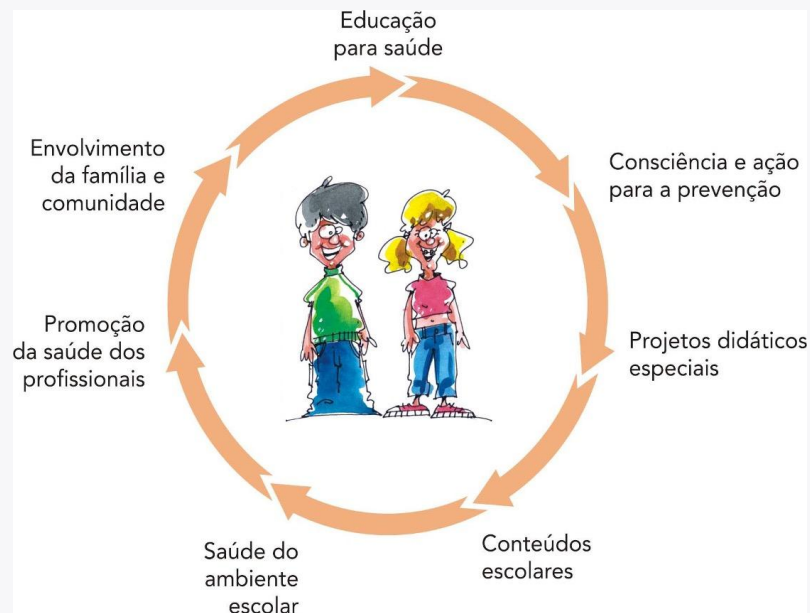 Educação
para saúde
Consciência e ação
para a prevenção
Projetos didáticos
especiais
Conteúdos
escolares
Saúde do
ambiente
escolar
Promoção
da saúde dos
profissionais
Envolvimento
da família e
comunidade